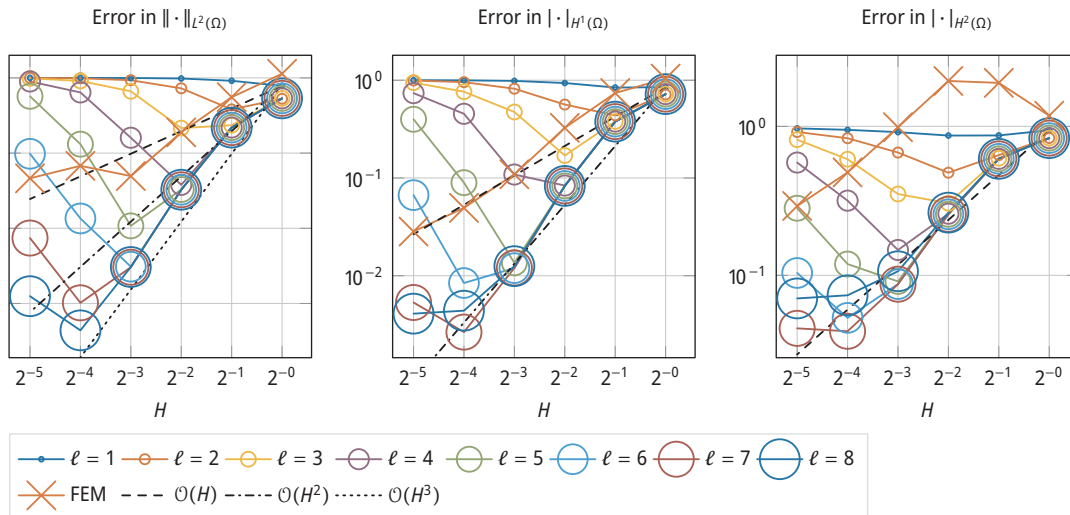 Error in ‖ · ‖L²(Ω)
Error in | · |H¹(Ω)
Error in | · |H²(Ω)
10⁰
10⁻¹
10⁻²
10⁰
10⁻¹
2⁻⁵ 2⁻⁴ 2⁻³ 2⁻² 2⁻¹ 2⁻⁰
2⁻⁵ 2⁻⁴ 2⁻³ 2⁻² 2⁻¹ 2⁻⁰
2⁻⁵ 2⁻⁴ 2⁻³ 2⁻² 2⁻¹ 2⁻⁰
H
H
H
ℓ = 1 ℓ = 2 ℓ = 3 ℓ = 4 ℓ = 5 ℓ = 6 ℓ = 7 ℓ = 8
FEM 𝒪(H) 𝒪(H²) 𝒪(H³)